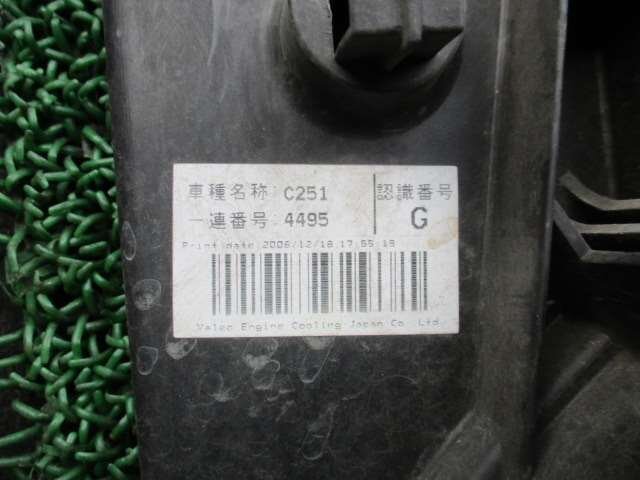 車種名称: C251
一連番号: 4495
認識番号
G
Print date:2006/12/18.17:55:19
Valeo Engine Cooling Japan Co. Ltd.